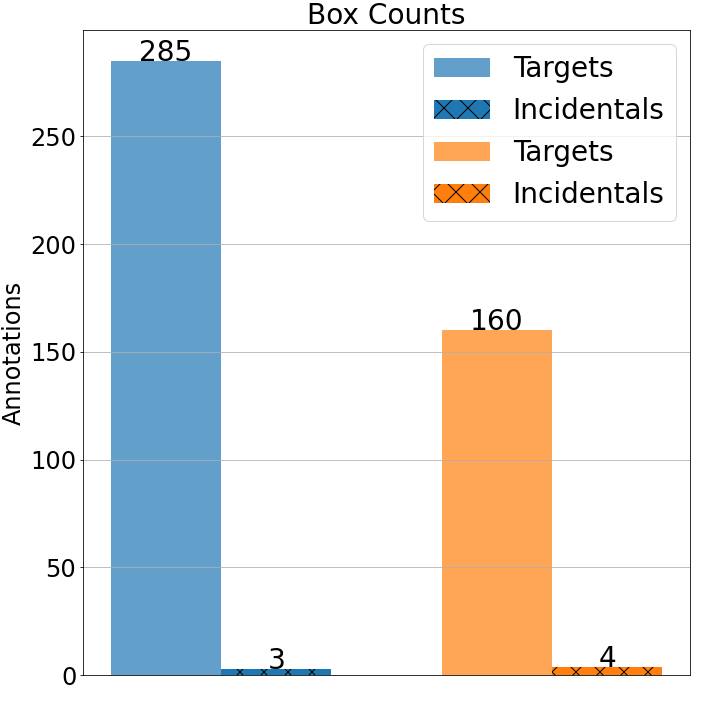 Box Counts
285
Targets
Incidentals
Targets
Incidentals
250
200
160
150
100
50
3
4
0
Annotations